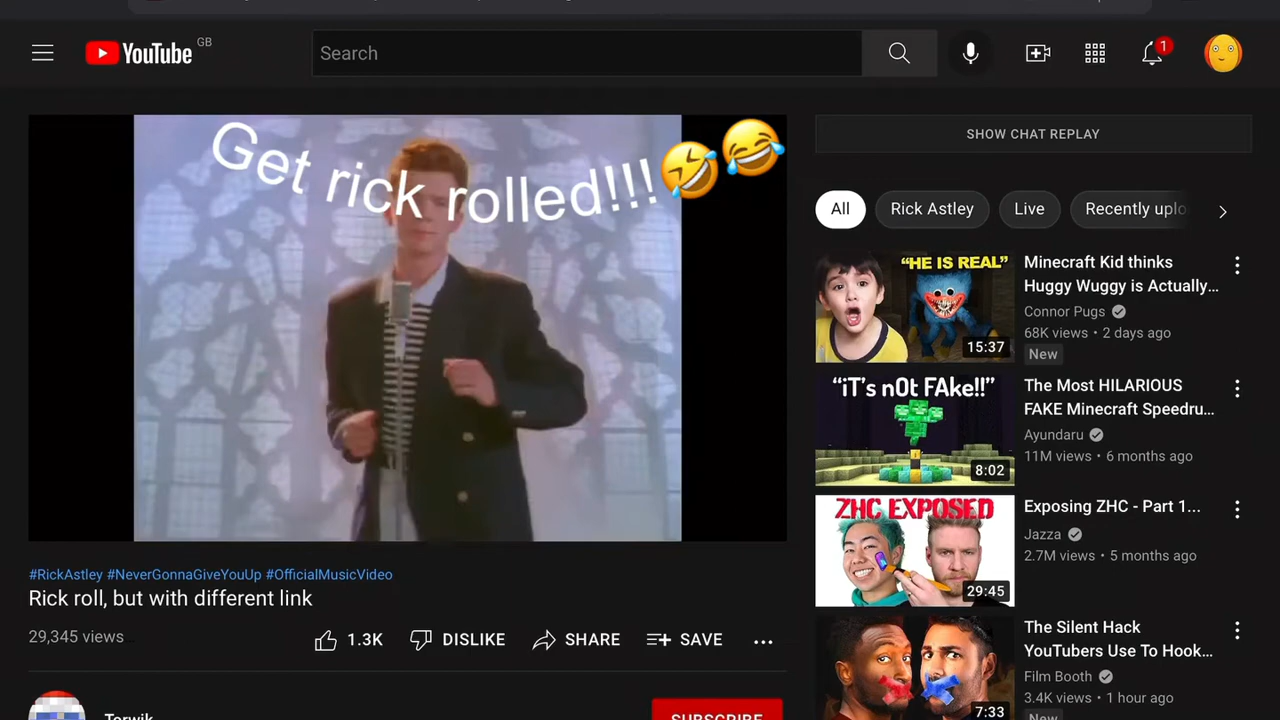 YouTube GB
Search
1
Get rick rolled!!!
SHOW CHAT REPLAY
All
Rick Astley
Live
Recently uplo
"HE IS REAL"
15:37
Minecraft Kid thinks
Huggy Wuggy is Actually...
Connor Pugs
68K views • 2 days ago
New
"iT's nOt FAke!!"
8:02
The Most HILARIOUS
FAKE Minecraft Speedru...
Ayundaru
11M views • 6 months ago
ZHC EXPOSED
29:45
Exposing ZHC - Part 1...
Jazza
2.7M views • 5 months ago
7:33
The Silent Hack
YouTubers Use To Hook...
Film Booth
3.4K views • 1 hour ago
New
#RickAstley #NeverGonnaGiveYouUp #OfficialMusicVideo
Rick roll, but with different link
29,345 views
1.3K
DISLIKE
SHARE
SAVE
Torwik
SUBSCRIBE